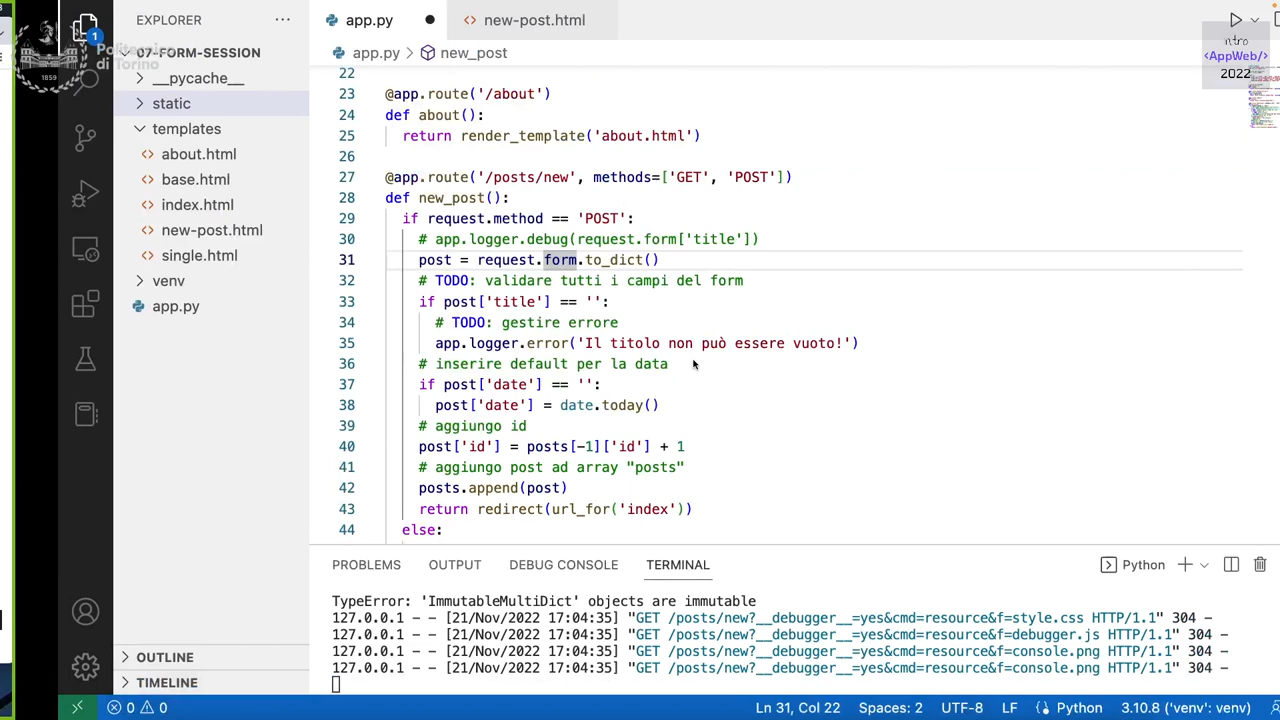 EXPLORER
app.py
new-post.html
Politecnico
di Torino
1859
1
07-FORM-SESSION
app.py
new_post
Intro
<AppWeb/>
2022
__pycache__
static
templates
about.html
base.html
index.html
new-post.html
single.html
venv
app.py
22
23 @app.route('/about')
24 def about():
25 return render_template('about.html')
26
27 @app.route('/posts/new', methods=['GET', 'POST'])
28 def new_post():
29 if request.method == 'POST':
30 # app.logger.debug(request.form['title'])
31 post = request.form.to_dict()
32 # TODO: validare tutti i campi del form
33 if post['title'] == '':
34 # TODO: gestire errore
35 app.logger.error('Il titolo non può essere vuoto!')
36 # inserire default per la data
37 if post['date'] == '':
38 post['date'] = date.today()
39 # aggiungo id
40 post['id'] = posts[-1]['id'] + 1
41 # aggiungo post ad array "posts"
42 posts.append(post)
43 return redirect(url_for('index'))
44 else:
PROBLEMS OUTPUT DEBUG CONSOLE TERMINAL
Python
TypeError: 'ImmutableMultiDict' objects are immutable
127.0.0.1 - - [21/Nov/2022 17:04:35] "GET /posts/new?__debugger__=yes&cmd=resource&f=style.css HTTP/1.1" 304 -
127.0.0.1 - - [21/Nov/2022 17:04:35] "GET /posts/new?__debugger__=yes&cmd=resource&f=debugger.js HTTP/1.1" 304 -
127.0.0.1 - - [21/Nov/2022 17:04:35] "GET /posts/new?__debugger__=yes&cmd=resource&f=console.png HTTP/1.1" 304 -
127.0.0.1 - - [21/Nov/2022 17:04:35] "GET /posts/new?__debugger__=yes&cmd=resource&f=console.png HTTP/1.1" 304 -
OUTLINE
TIMELINE
0 0
Ln 31, Col 22 Spaces: 2 UTF-8 LF Python 3.10.8 ('venv': venv)